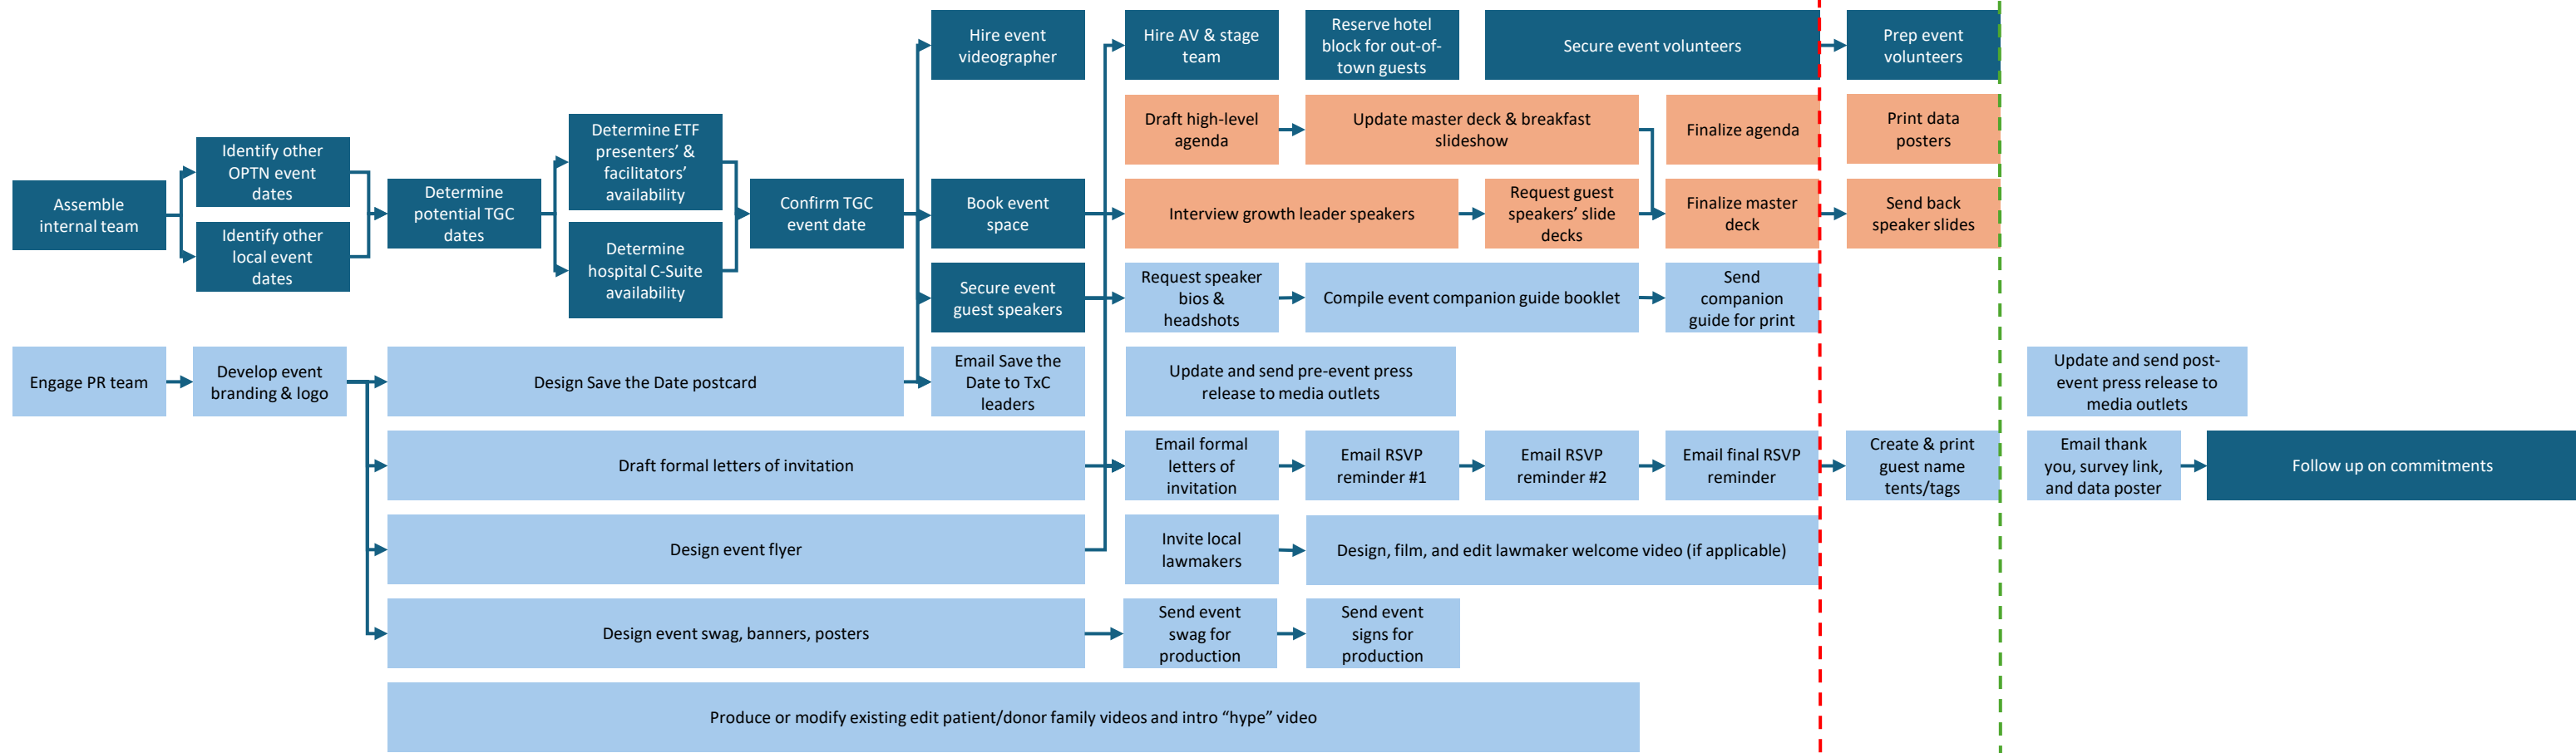 Hire event
videographer
Hire AV & stage
team
Reserve hotel
block for out-of-
town guests
Secure event volunteers
Prep event
volunteers
Draft high-level
agenda
Update master deck & breakfast
slideshow
Finalize agenda
Print data
posters
Assemble
internal team
Identify other
OPTN event
dates
Identify other
local event
dates
Determine
potential TGC
dates
Determine ETF
presenters’ &
facilitators’
availability
Determine
hospital C-Suite
availability
Confirm TGC
event date
Book event
space
Interview growth leader speakers
Request guest
speakers’ slide
decks
Finalize master
deck
Send back
speaker slides
Secure event
guest speakers
Request speaker
bios &
headshots
Compile event companion guide booklet
Send
companion
guide for print
Engage PR team
Develop event
branding & logo
Design Save the Date postcard
Email Save the
Date to TxC
leaders
Update and send pre-event press
release to media outlets
Update and send post-
event press release to
media outlets
Draft formal letters of invitation
Email formal
letters of
invitation
Email RSVP
reminder #1
Email RSVP
reminder #2
Email final RSVP
reminder
Create & print
guest name
tents/tags
Email thank
you, survey link,
and data poster
Follow up on commitments
Design event flyer
Invite local
lawmakers
Design, film, and edit lawmaker welcome video (if applicable)
Design event swag, banners, posters
Send event
swag for
production
Send event
signs for
production
Produce or modify existing edit patient/donor family videos and intro “hype” video